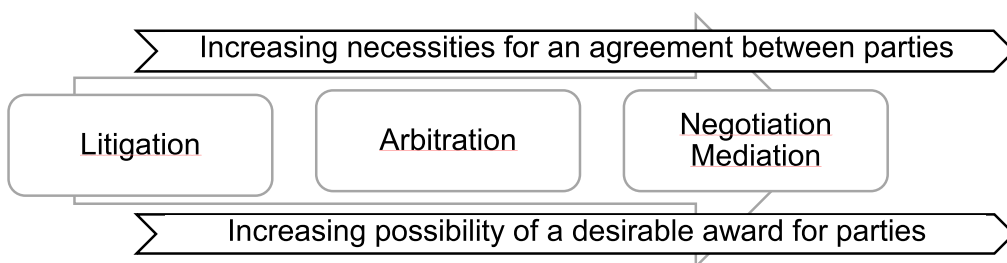 Increasing necessities for an agreement between parties
Litigation
Arbitration
Negotiation
Mediation
Increasing possibility of a desirable award for parties